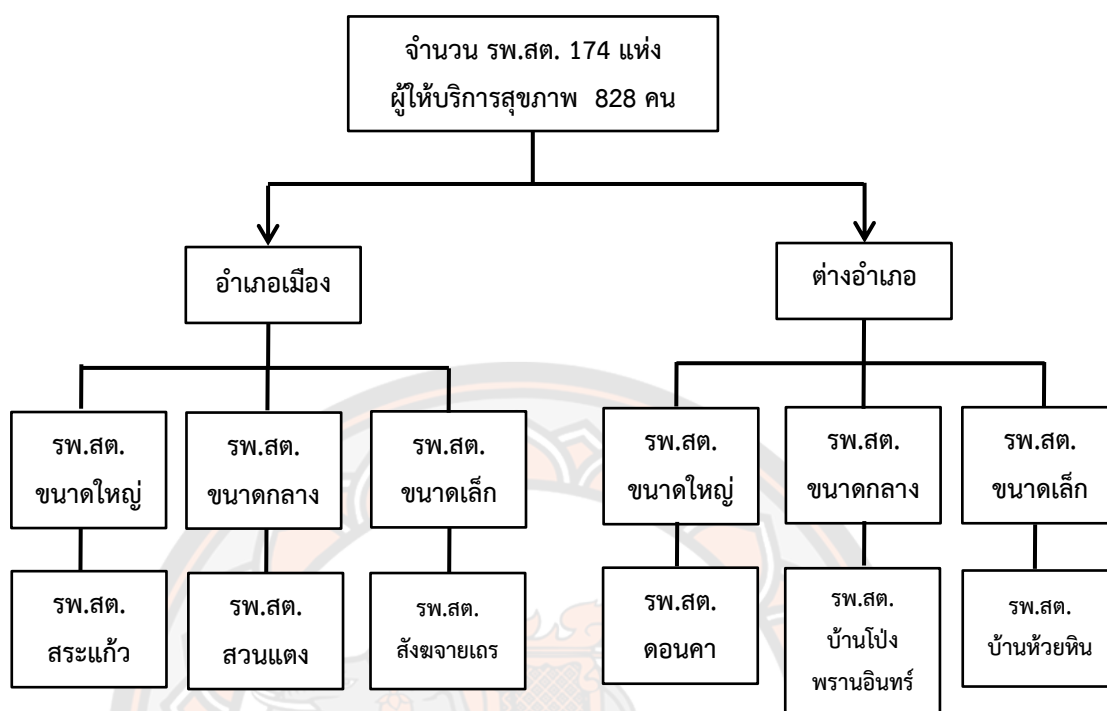 จำนวน รพ.สต. 174 แห่ง
ผู้ให้บริการสุขภาพ 828 คน
อำเภอเมือง
ต่างอำเภอ
รพ.สต.
ขนาดใหญ่
รพ.สต.
ขนาดกลาง
รพ.สต.
ขนาดเล็ก
รพ.สต.
ขนาดใหญ่
รพ.สต.
ขนาดกลาง
รพ.สต.
ขนาดเล็ก
รพ.สต.
สระแก้ว
รพ.สต.
สวนแตง
รพ.สต.
สังฆจายเถร
รพ.สต.
ดอนคา
รพ.สต.
บ้านโป่ง
พรานอินทร์
รพ.สต.
บ้านห้วยหิน